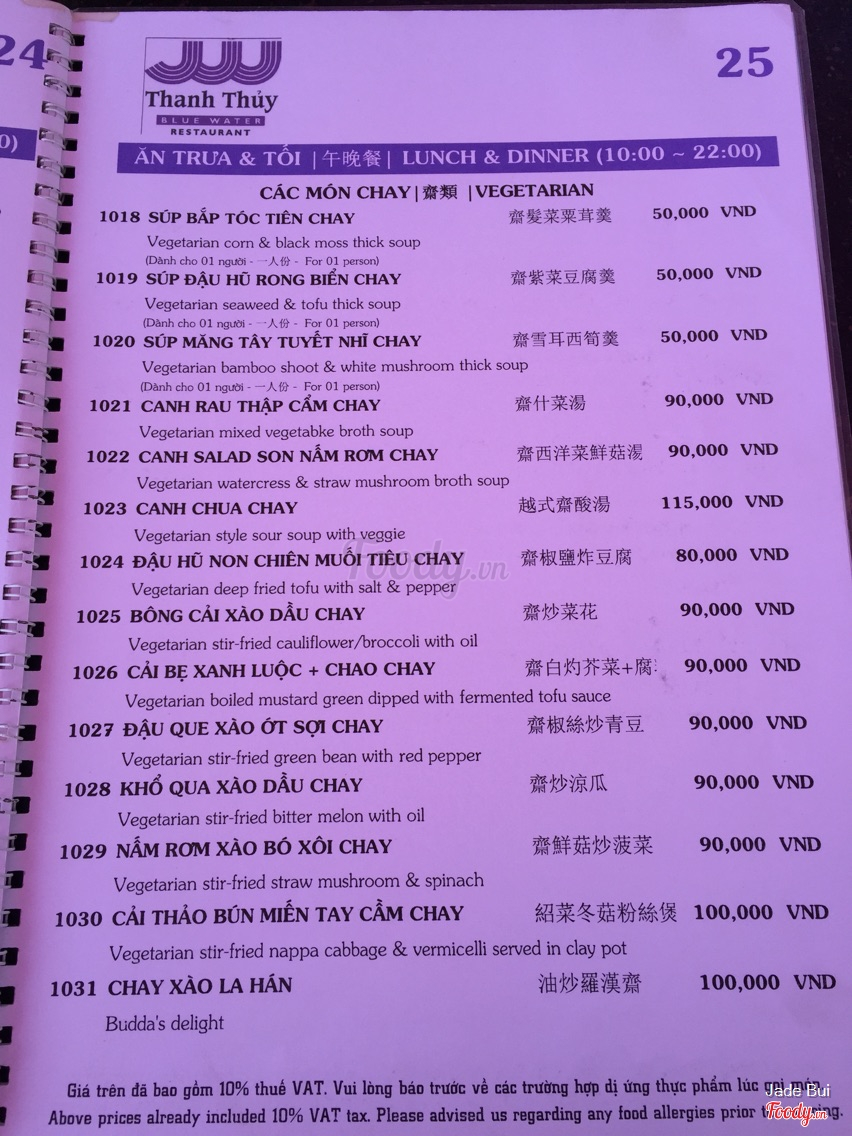 24
25
Thanh Thủy
BLUE WATER
RESTAURANT
0)
ĂN TRƯA & TỐI |午晚餐| LUNCH & DINNER (10:00 ~ 22:00)
CÁC MÓN CHAY|齋類 |VEGETARIAN
1018 SÚP BẮP TÓC TIÊN CHAY 齋髮菜粟茸羹 50,000 VND
Vegetarian corn & black moss thick soup
(Dành cho 01 người - 一人份 - For 01 person)
1019 SÚP ĐẬU HŨ RONG BIỂN CHAY 齋紫菜豆腐羹 50,000 VND
Vegetarian seaweed & tofu thick soup
(Dành cho 01 người - 一人份 - For 01 person)
1020 SÚP MĂNG TÂY TUYẾT NHĨ CHAY 齋雪耳西筍羹 50,000 VND
Vegetarian bamboo shoot & white mushroom thick soup
(Dành cho 01 người - 一人份 - For 01 person)
1021 CANH RAU THẬP CẨM CHAY 齋什菜湯 90,000 VND
Vegetarian mixed vegetabke broth soup
1022 CANH SALAD SON NẤM RƠM CHAY 齋西洋菜鮮菇湯 90,000 VND
Vegetarian watercress & straw mushroom broth soup
1023 CANH CHUA CHAY 越式齋酸湯 115,000 VND
Vegetarian style sour soup with veggie
1024 ĐẬU HŨ NON CHIÊN MUỐI TIÊU CHAY 齋椒鹽炸豆腐 80,000 VND
Vegetarian deep fried tofu with salt & pepper
Foody.vn
1025 BÔNG CẢI XÀO DẦU CHAY 齋炒菜花 90,000 VND
Vegetarian stir-fried cauliflower/broccoli with oil
1026 CẢI BẸ XANH LUỘC + CHAO CHAY 齋白灼芥菜+腐 90,000 VND
Vegetarian boiled mustard green dipped with fermented tofu sauce
1027 ĐẬU QUE XÀO ỚT SỢI CHAY 齋椒絲炒青豆 90,000 VND
Vegetarian stir-fried green bean with red pepper
1028 KHỔ QUA XÀO DẦU CHAY 齋炒涼瓜 90,000 VND
Vegetarian stir-fried bitter melon with oil
1029 NẤM RƠM XÀO BÓ XÔI CHAY 齋鮮菇炒菠菜 90,000 VND
Vegetarian stir-fried straw mushroom & spinach
1030 CẢI THẢO BÚN MIẾN TAY CẦM CHAY 紹菜冬菇粉絲煲 100,000 VND
Vegetarian stir-fried nappa cabbage & vermicelli served in clay pot
1031 CHAY XÀO LA HÁN 油炒羅漢齋 100,000 VND
Budda's delight
Giá trên đã bao gồm 10% thuế VAT. Vui lòng báo trước về các trường hợp dị ứng thực phẩm lúc gọi món.
Above prices already included 10% VAT tax. Please advised us regarding any food allergies prior
Jade Bui
Foody.vn